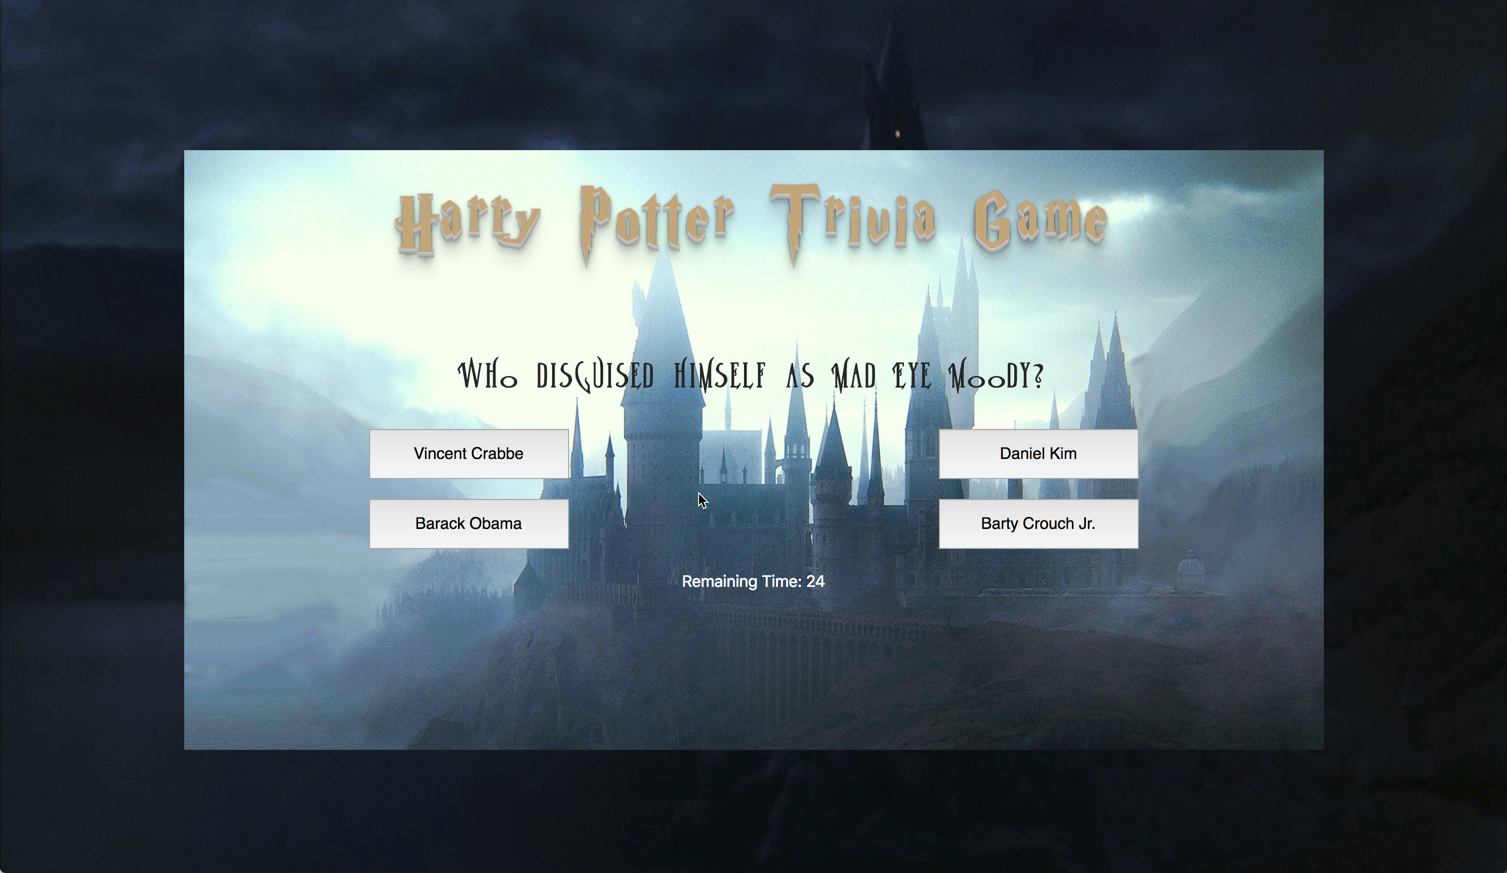 Harry Potter Trivia Game
WHo DISGUISED HIMSELF AS MAD EYE MooDY?
Vincent Crabbe
Daniel Kim
Barack Obama
Barty Crouch Jr.
Remaining Time: 24